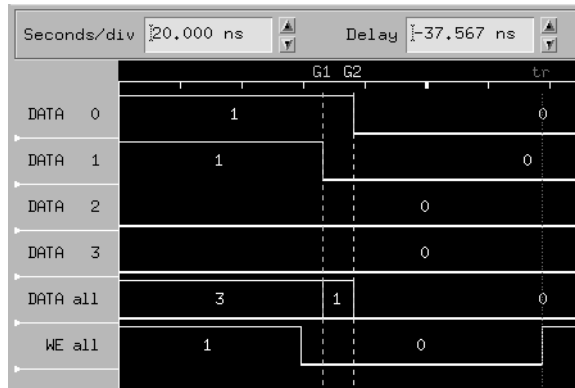 Seconds/div 20.000 ns Delay -37.567 ns
G1 G2 tr
DATA 0 1 0
DATA 1 1 0
DATA 2 0
DATA 3 0
DATA all 3 1 0
WE all 1 0